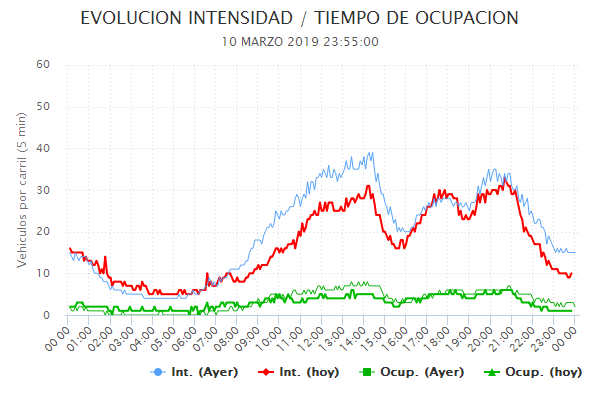 EVOLUCION INTENSIDAD / TIEMPO DE OCUPACION
10 MARZO 2019 23:55:00
Vehiculos por carril (5 min)
60
50
40
30
20
10
0
00:00 01:00 02:00 03:00 04:00 05:00 06:00 07:00 08:00 09:00 10:00 11:00 12:00 13:00 14:00 15:00 16:00 17:00 18:00 19:00 20:00 21:00 22:00 23:00 00:00
Int. (Ayer) Int. (hoy) Ocup. (Ayer) Ocup. (hoy)